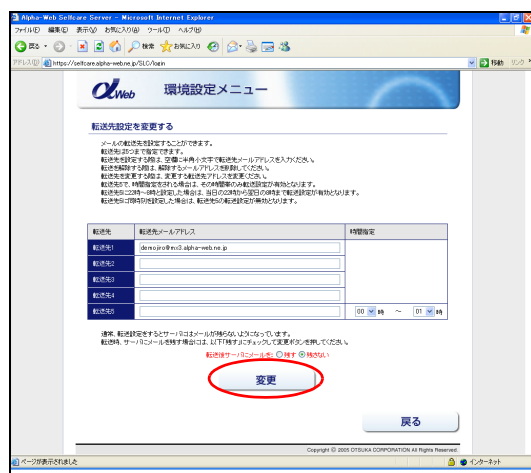 Alpha-Web Selfcare Server - Microsoft Internet Explorer
ファイル(F) 編集(E) 表示(V) お気に入り(A) ツール(T) ヘルプ(H)
戻る 検索 お気に入り
アドレス(D) https://selfcare.alpha-web.ne.jp/SLC/login 移動 リンク
αWeb 環境設定メニュー
転送先設定を変更する
メールの転送先を設定することができます。
転送先は5つまで指定できます。
転送先を設定する際は、空欄に半角小文字で転送先メールアドレスを入力ください。
転送先を解除する際は、解除するメールアドレスを削除してください。
転送先を変更する際は、変更する転送先アドレスを変更ください。
転送先5で、時間指定をされる場合は、その時間帯のみ転送設定が有効となります。
転送先5に22時~8時と設定した場合は、当日の22時から翌日の8時まで転送設定が有効となります。
転送先5に同時刻を設定した場合は、転送先5の転送設定が無効となります。
転送先 転送先メールアドレス 時間指定
転送先1 demojiro@mx3.alpha-web.ne.jp
転送先2
転送先3
転送先4
転送先5 00 時 ~ 01 時
通常、転送設定をするとサーバにはメールが残らないようになっています。
転送時、サーバにメールを残す場合には、以下「残す」にチェックして変更ボタンを押してください。
転送後サーバにメールを: 残す 残さない
変更
戻る
Copyright © 2005 OTSUKA CORPORATION All Rights Reserved.
ページが表示されました インターネット